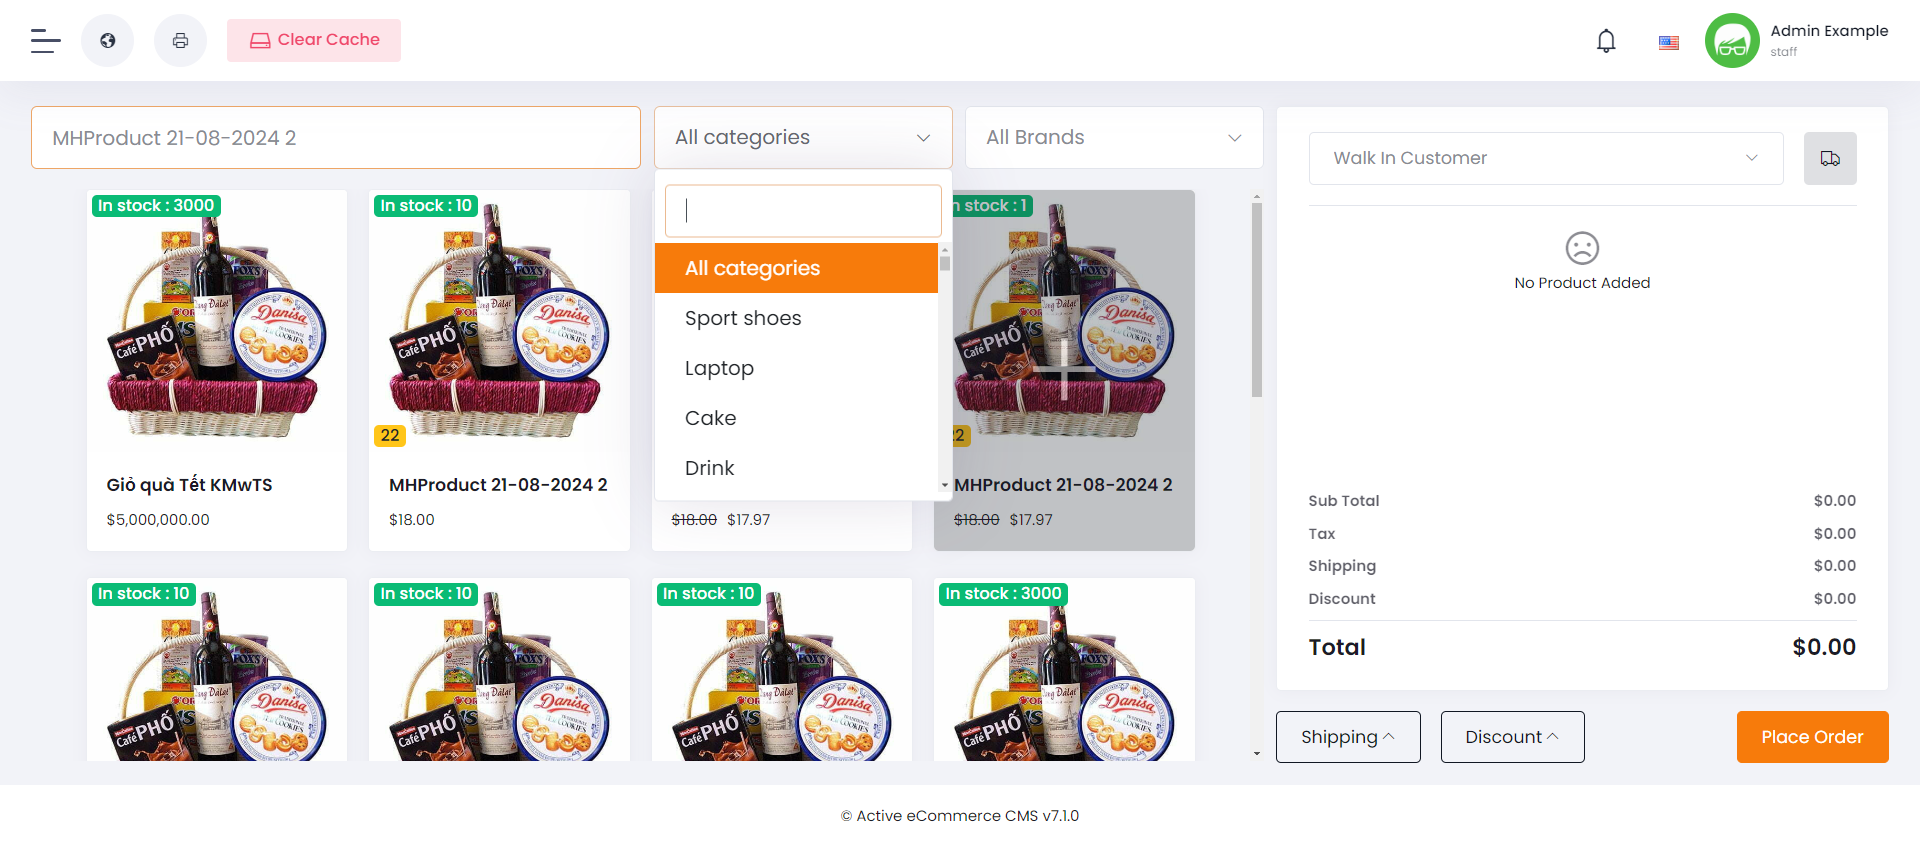 Clear Cache
Admin Example
staff
MHProduct 21-08-2024 2
All categories
All Brands
Walk In Customer
In stock : 3000
In stock : 10
n stock : 1
All categories
Sport shoes
Laptop
Cake
Drink
No Product Added
22
Giỏ quà Tết KMwTS
MHProduct 21-08-2024 2
MHProduct 21-08-2024 2
$5,000,000.00
$18.00
$18.00 $17.97
$18.00 $17.97
Sub Total $0.00
Tax $0.00
Shipping $0.00
Discount $0.00
Total $0.00
In stock : 10
In stock : 10
In stock : 10
In stock : 3000
Danisa
Café PHỐ
Shipping
Discount
Place Order
© Active eCommerce CMS v7.1.0